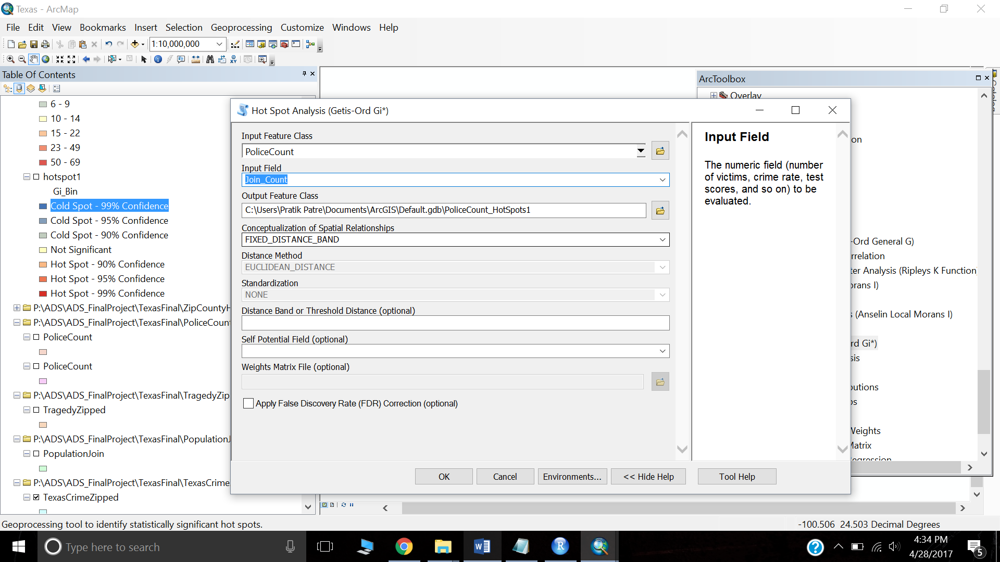 Texas - ArcMap
File Edit View Bookmarks Insert Selection Geoprocessing Customize Windows Help
1:10,000,000
Table Of Contents
6 - 9
10 - 14
15 - 22
23 - 49
50 - 69
hotspot1
Gi_Bin
Cold Spot - 99% Confidence
Cold Spot - 95% Confidence
Cold Spot - 90% Confidence
Not Significant
Hot Spot - 90% Confidence
Hot Spot - 95% Confidence
Hot Spot - 99% Confidence
P:\ADS\ADS_FinalProject\TexasFinal\ZipCountyH
P:\ADS\ADS_FinalProject\TexasFinal\PoliceCount
PoliceCount
PoliceCount
P:\ADS\ADS_FinalProject\TexasFinal\TragedyZip
TragedyZipped
P:\ADS\ADS_FinalProject\TexasFinal\PopulationJ
PopulationJoin
P:\ADS\ADS_FinalProject\TexasFinal\TexasCrime
TexasCrimeZipped
Hot Spot Analysis (Getis-Ord Gi*)
Input Feature Class
PoliceCount
Input Field
Join_Count
Output Feature Class
C:\Users\Pratik Patre\Documents\ArcGIS\Default.gdb\PoliceCount_HotSpots1
Conceptualization of Spatial Relationships
FIXED_DISTANCE_BAND
Distance Method
EUCLIDEAN_DISTANCE
Standardization
NONE
Distance Band or Threshold Distance (optional)
Self Potential Field (optional)
Weights Matrix File (optional)
Apply False Discovery Rate (FDR) Correction (optional)
Input Field
The numeric field (number
of victims, crime rate, test
scores, and so on) to be
evaluated.
OK Cancel Environments... << Hide Help Tool Help
ArcToolbox
Overlay
on
-Ord General G)
rrelation
ter Analysis (Ripleys K Function
orans I)
s (Anselin Local Morans I)
rd Gi*)
sis
butions
ps
Weights
Matrix
Regression
Geoprocessing tool to identify statistically significant hot spots.
-100.506 24.503 Decimal Degrees
Type here to search
4:34 PM
4/28/2017
5